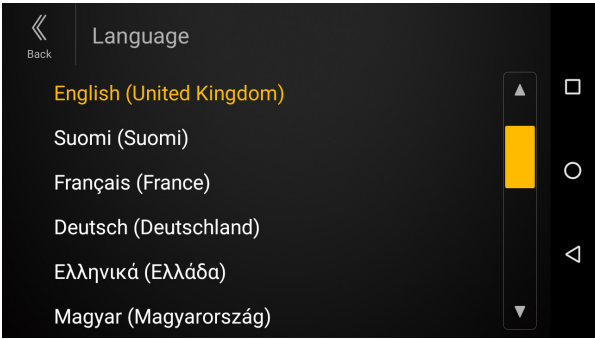 Back
Language
English (United Kingdom)
Suomi (Suomi)
Français (France)
Deutsch (Deutschland)
Ελληνικά (Ελλάδα)
Magyar (Magyarország)